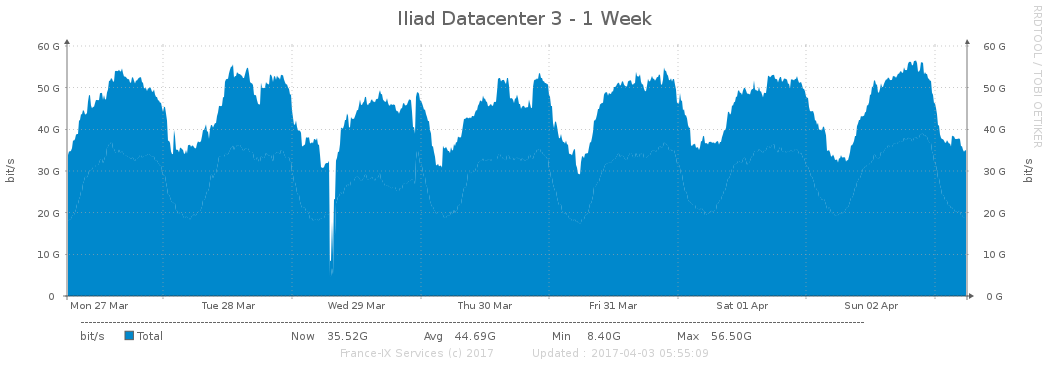 Iliad Datacenter 3 - 1 Week
RRDTOOL / TOBI OETIKER
60 G 60 G
50 G 50 G
40 G 40 G
30 G 30 G
20 G 20 G
10 G 10 G
0 0 G
bit/s bit/s
Mon 27 Mar Tue 28 Mar Wed 29 Mar Thu 30 Mar Fri 31 Mar Sat 01 Apr Sun 02 Apr
bit/s Total Now 35.52G Avg 44.69G Min 8.40G Max 56.50G
France-IX Services (c) 2017 Updated : 2017-04-03 05:55:09